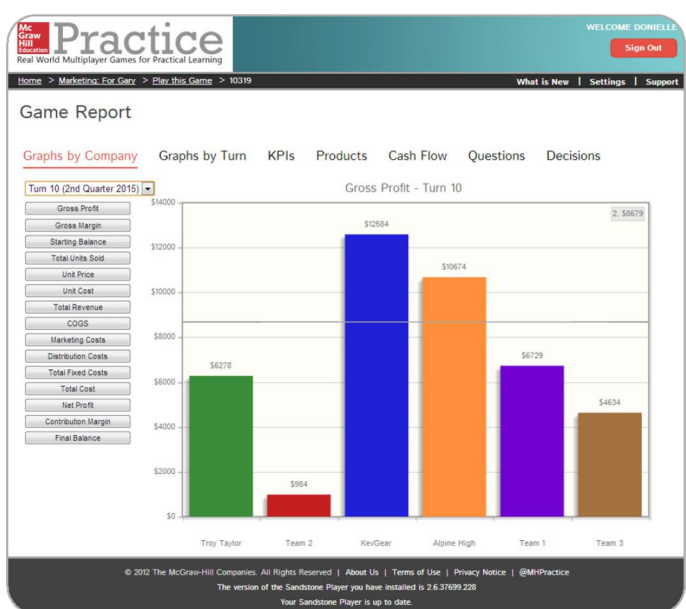 Mc
Graw
Hill
Education
Practice
Real World Multiplayer Games for Practical Learning
WELCOME DONIELLE
Sign Out
Home > Marketing: For Gary > Play this Game > 10319
What is New | Settings | Support
Game Report
Graphs by Company Graphs by Turn KPIs Products Cash Flow Questions Decisions
Turn 10 (2nd Quarter 2015)
Gross Profit
Gross Margin
Starting Balance
Total Units Sold
Unit Price
Unit Cost
Total Revenue
COGS
Marketing Costs
Distribution Costs
Total Fixed Costs
Total Cost
Net Profit
Contribution Margin
Final Balance
Gross Profit - Turn 10
2, $8679
$14000
$12000
$10000
$8000
$6000
$4000
$2000
$0
$6278
$984
$12584
$10674
$6729
$4634
Troy Taylor Team 2 KevGear Alpine High Team 1 Team 3
© 2012 The McGraw-Hill Companies. All Rights Reserved | About Us | Terms of Use | Privacy Notice | @MHPractice
The version of the Sandstone Player you have installed is 2.6.37699.228
Your Sandstone Player is up to date.